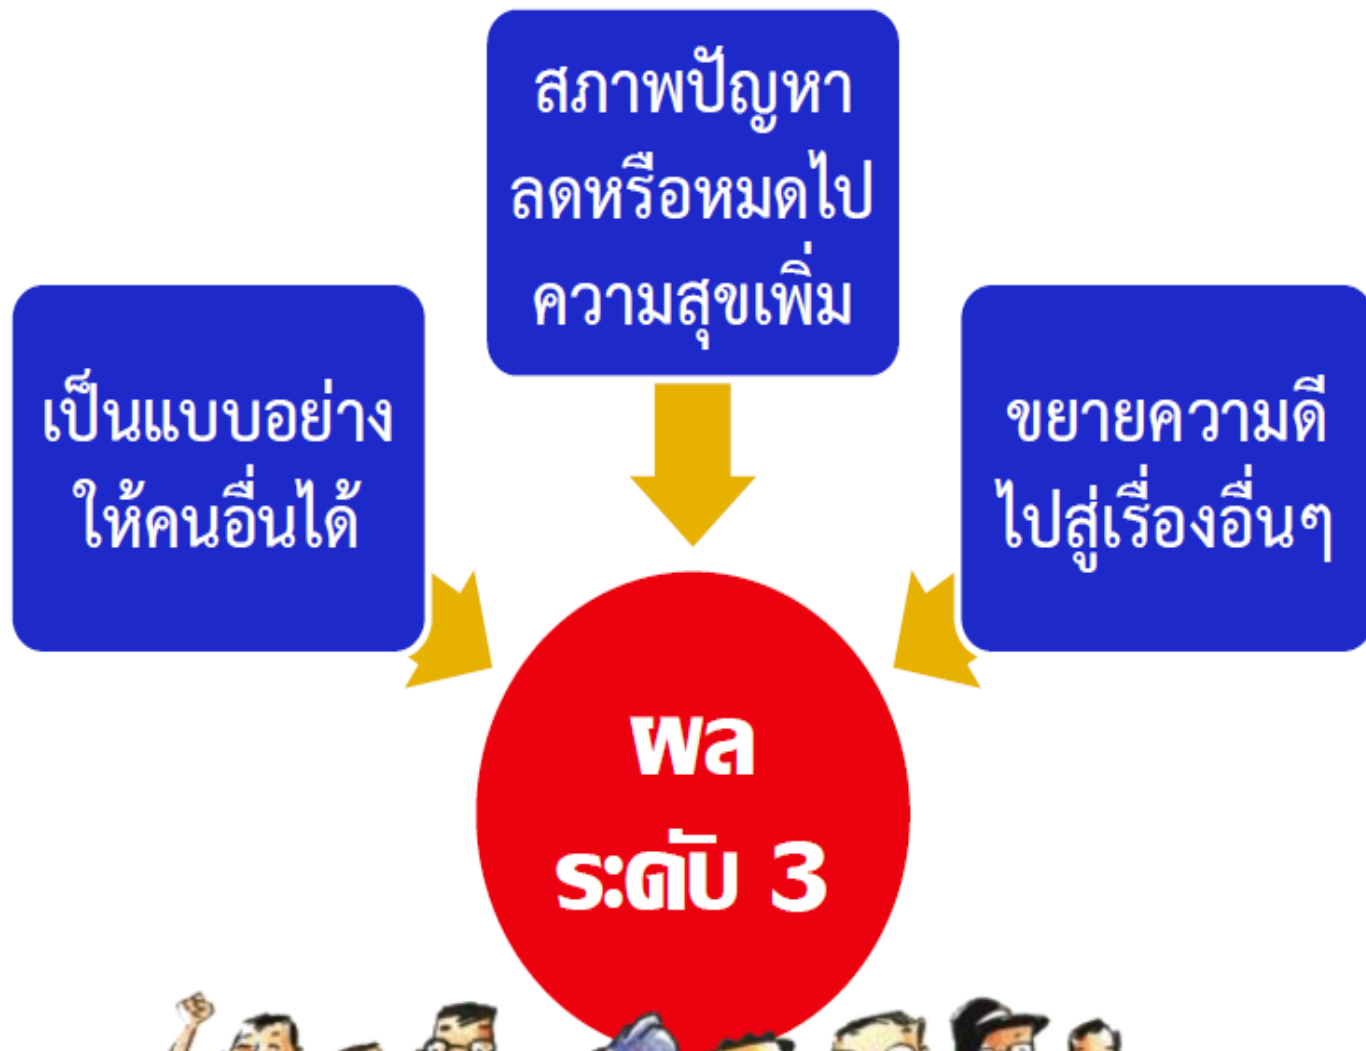 สภาพปัญหา
ลดหรือหมดไป
ความสุขเพิ่ม
เป็นแบบอย่าง
ให้คนอื่นได้
ขยายความดี
ไปสู่เรื่องอื่นๆ
ผล
ระดับ 3